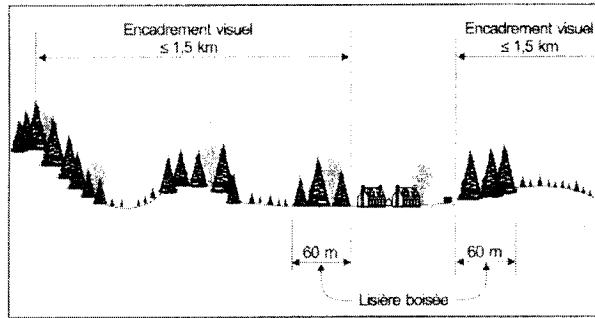 Encadrement visuel
≤ 1,5 km
Encadrement visuel
≤ 1,5 km
60 m
60 m
Lisière boisée